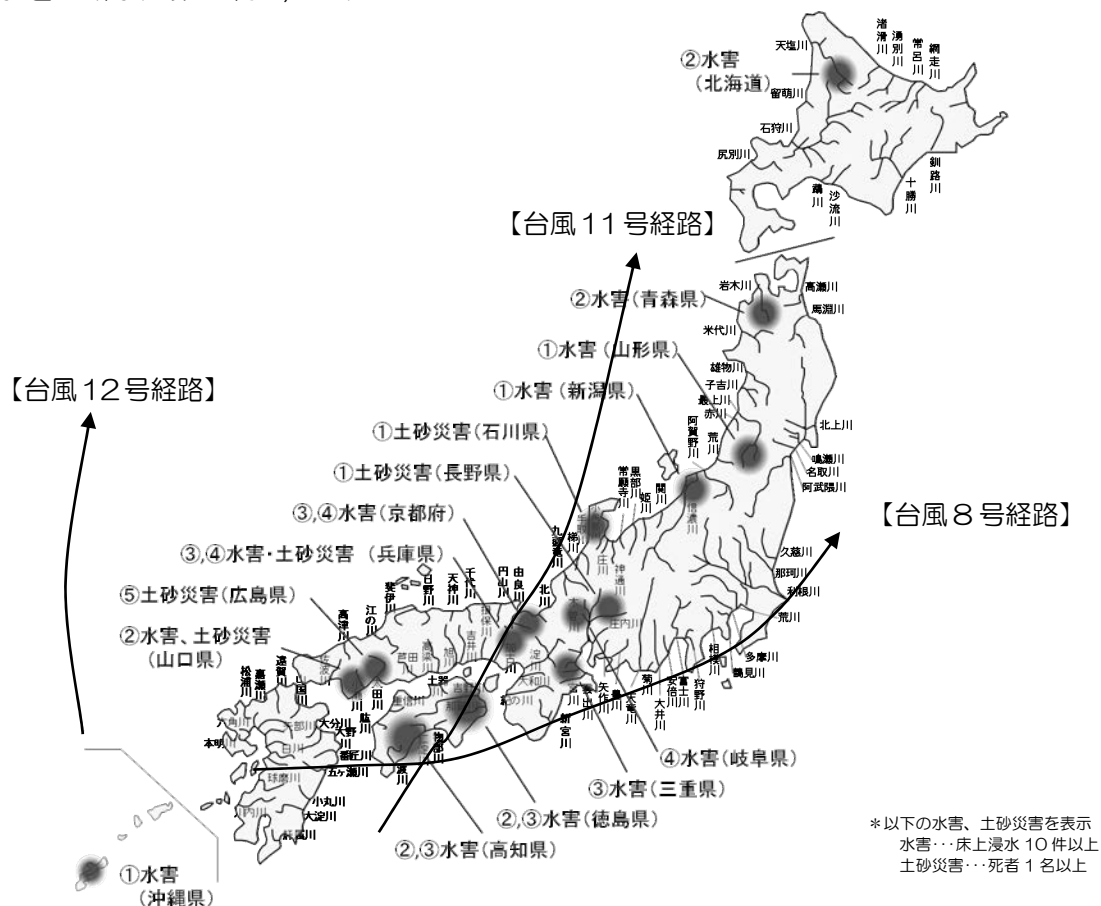 天塩川
渚滑川
湧別川
常呂川
網走川
②水害
(北海道)
留萌川
石狩川
尻別川
鵡川
沙流川
十勝川
釧路川
【台風11号経路】
岩木川
高瀬川
②水害(青森県)
馬淵川
米代川
①水害(山形県)
雄物川
子吉川
最上川
赤川
【台風12号経路】
①水害(新潟県)
阿賀野川
荒川
北上川
①土砂災害(石川県)
鳴瀬川
名取川
阿武隈川
①土砂災害(長野県)
常願寺川
黒部川
姫川
関川
信濃川
③,④水害(京都府)
【台風8号経路】
九頭竜川
梯川
手取川
庄川
神通川
久慈川
那珂川
利根川
荒川
③,④水害・土砂災害(兵庫県)
斐伊川
日野川
天神川
千代川
円山川
由良川
北川
⑤土砂災害(広島県)
高津川
江の川
揖保川
庄内川
②水害、土砂災害
(山口県)
佐波川
芦田川
高梁川
旭川
吉井川
淀川
大和川
多摩川
鶴見川
相模川
松浦川
嘉瀬川
遠賀川
山国川
太田川
土器川
重信川
紀の川
新宮川
宮川
櫛田川
矢作川
豊川
天竜川
菊川
大井川
安倍川
富士川
狩野川
六角川
矢部川
大分川
大野川
肱川
本明川
白川
番匠川
五ヶ瀬川
渡川
物部川
球磨川
④水害(岐阜県)
③水害(三重県)
小丸川
大淀川
川内川
肝属川
②,③水害(徳島県)
②,③水害(高知県)
①水害
(沖縄県)
*以下の水害、土砂災害を表示
水害・・・床上浸水10件以上
土砂災害・・・死者1名以上